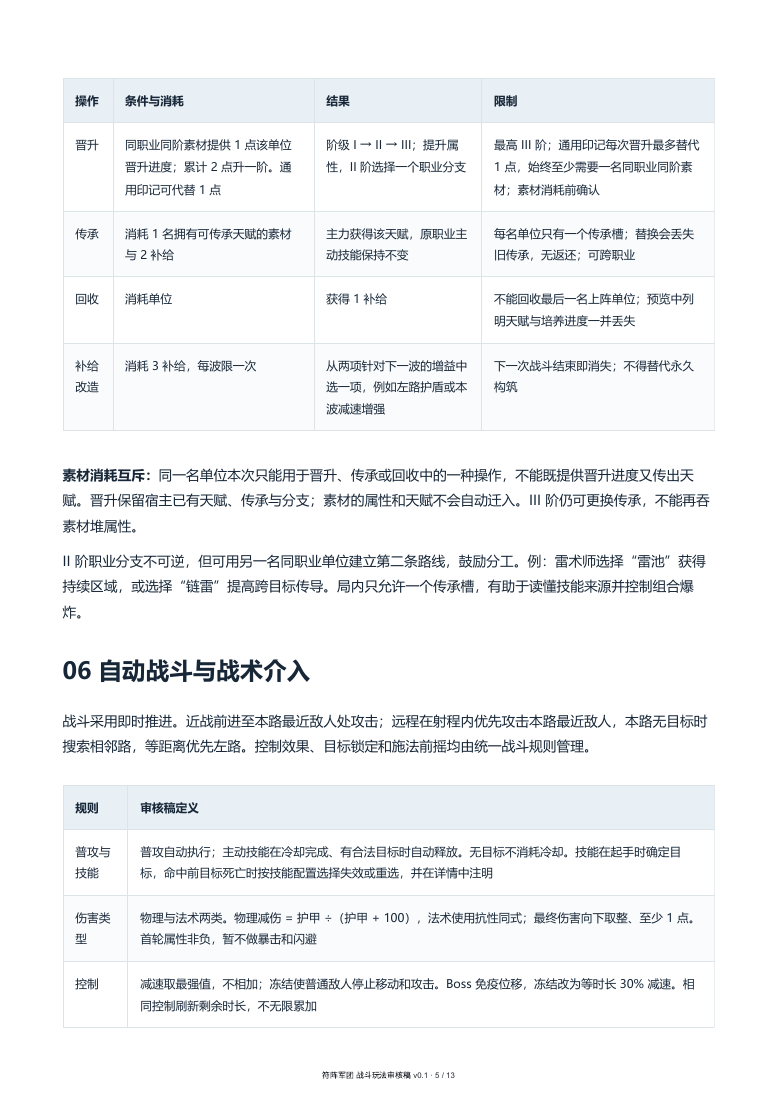 操作 条件与消耗 结果 限制
晋升 同职业同阶素材提供 1 点该单位 阶级 I → II → III；提升属 最高 III 阶；通用印记每次晋升最多替代
晋升进度；累计 2 点升一阶。通 性，II 阶选择一个职业分支 1 点，始终至少需要一名同职业同阶素
用印记可代替 1 点 材；素材消耗前确认
传承 消耗 1 名拥有可传承天赋的素材 主力获得该天赋，原职业主 每名单位只有一个传承槽；替换会丢失
与 2 补给 动技能保持不变 旧传承，无返还；可跨职业
回收 消耗单位 获得 1 补给 不能回收最后一名上阵单位；预览中列
明天赋与培养进度一并丢失
补给 消耗 3 补给，每波限一次 从两项针对下一波的增益中 下一次战斗结束即消失；不得替代永久
改造 选一项，例如左路护盾或本 构筑
波减速增强
素材消耗互斥：同一名单位本次只能用于晋升、传承或回收中的一种操作，不能既提供晋升进度又传出天
赋。晋升保留宿主已有天赋、传承与分支；素材的属性和天赋不会自动迁入。III 阶仍可更换传承，不能再吞
素材堆属性。
II 阶职业分支不可逆，但可用另一名同职业单位建立第二条路线，鼓励分工。例：雷术师选择“雷池”获得
持续区域，或选择“链雷”提高跨目标传导。局内只允许一个传承槽，有助于读懂技能来源并控制组合爆
炸。
06 自动战斗与战术介入
战斗采用即时推进。近战前进至本路最近敌人处攻击；远程在射程内优先攻击本路最近敌人，本路无目标时
搜索相邻路，等距离优先左路。控制效果、目标锁定和施法前摇均由统一战斗规则管理。
规则 审核稿定义
普攻与 普攻自动执行；主动技能在冷却完成、有合法目标时自动释放。无目标不消耗冷却。技能在起手时确定目
技能 标，命中前目标死亡时按技能配置选择失效或重选，并在详情中注明
伤害类 物理与法术两类。物理减伤 = 护甲 ÷（护甲 + 100），法术使用抗性同式；最终伤害向下取整、至少 1 点。
型 首轮属性非负，暂不做暴击和闪避
控制 减速取最强值，不相加；冻结使普通敌人停止移动和攻击。Boss 免疫位移，冻结改为等时长 30% 减速。相
同控制刷新剩余时长，不无限累加
符阵军团 战斗玩法审核稿 v0.1 · 5 / 13